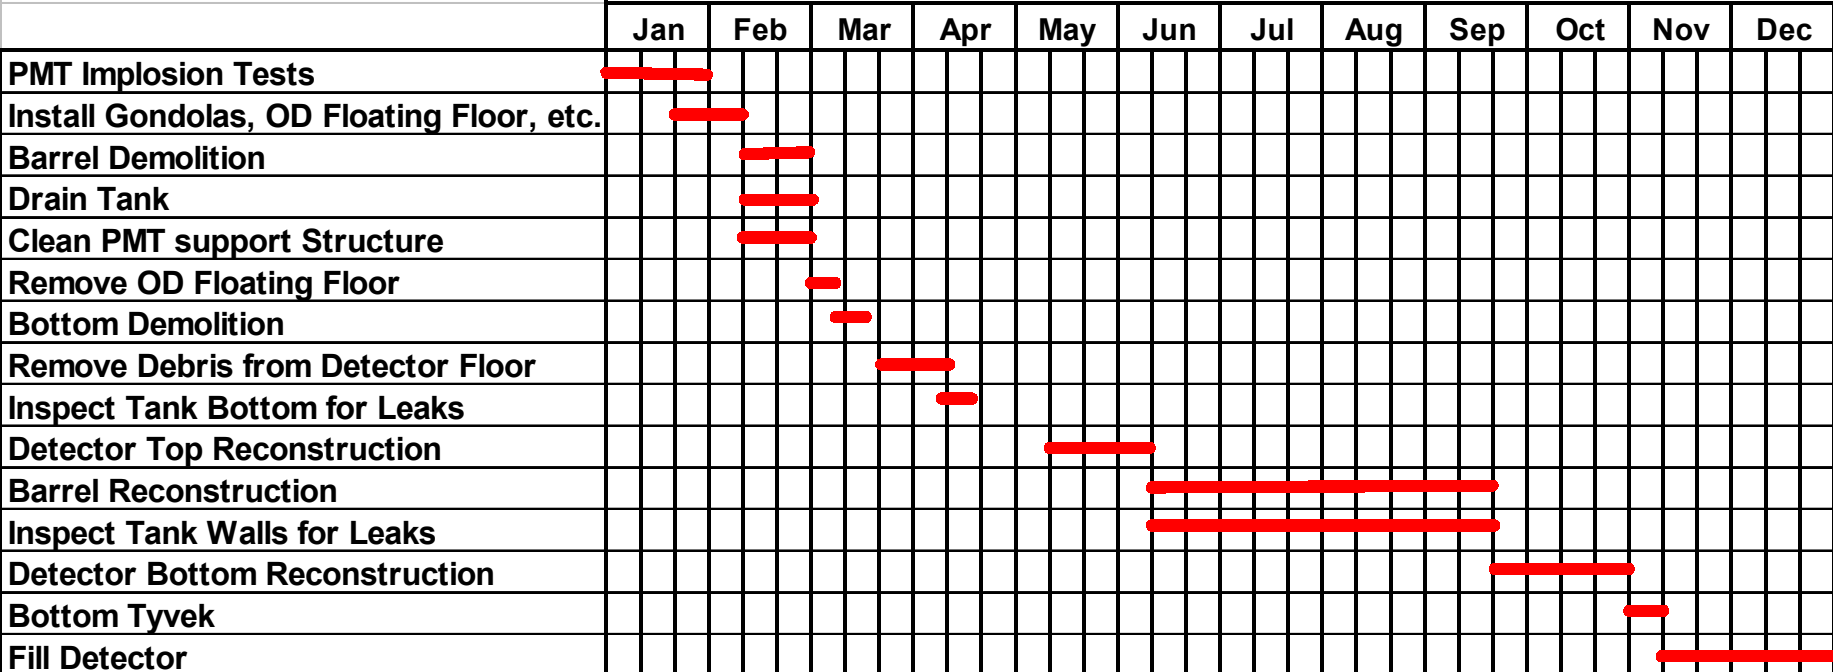 Jan Feb Mar Apr May Jun Jul Aug Sep Oct Nov Dec
PMT Implosion Tests
Install Gondolas, OD Floating Floor, etc.
Barrel Demolition
Drain Tank
Clean PMT support Structure
Remove OD Floating Floor
Bottom Demolition
Remove Debris from Detector Floor
Inspect Tank Bottom for Leaks
Detector Top Reconstruction
Barrel Reconstruction
Inspect Tank Walls for Leaks
Detector Bottom Reconstruction
Bottom Tyvek
Fill Detector